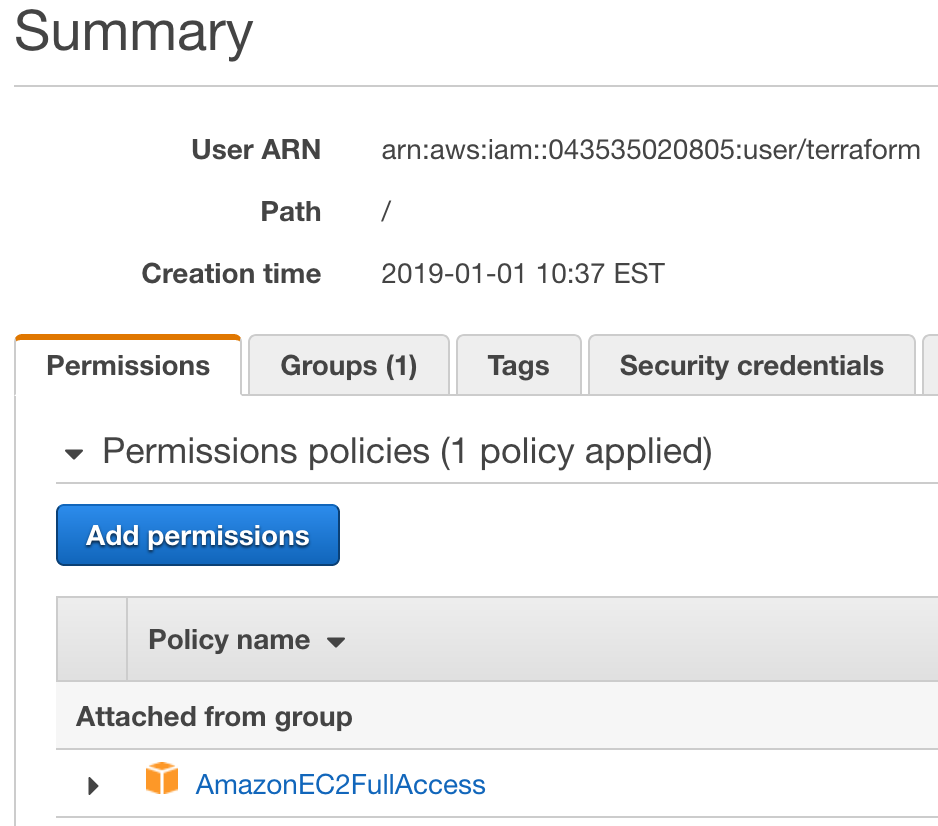 Summary
User ARN arn:aws:iam::043535020805:user/terraform
Path /
Creation time 2019-01-01 10:37 EST
Permissions Groups (1) Tags Security credentials
Permissions policies (1 policy applied)
Add permissions
Policy name
Attached from group
AmazonEC2FullAccess